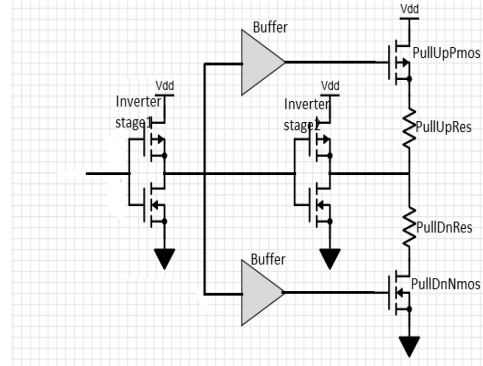 Vdd
Buffer
PullUpPmos
Vdd
Inverter
stage1
Vdd
Inverter
stage2
PullUpRes
PullDnRes
Buffer
PullDnNmos